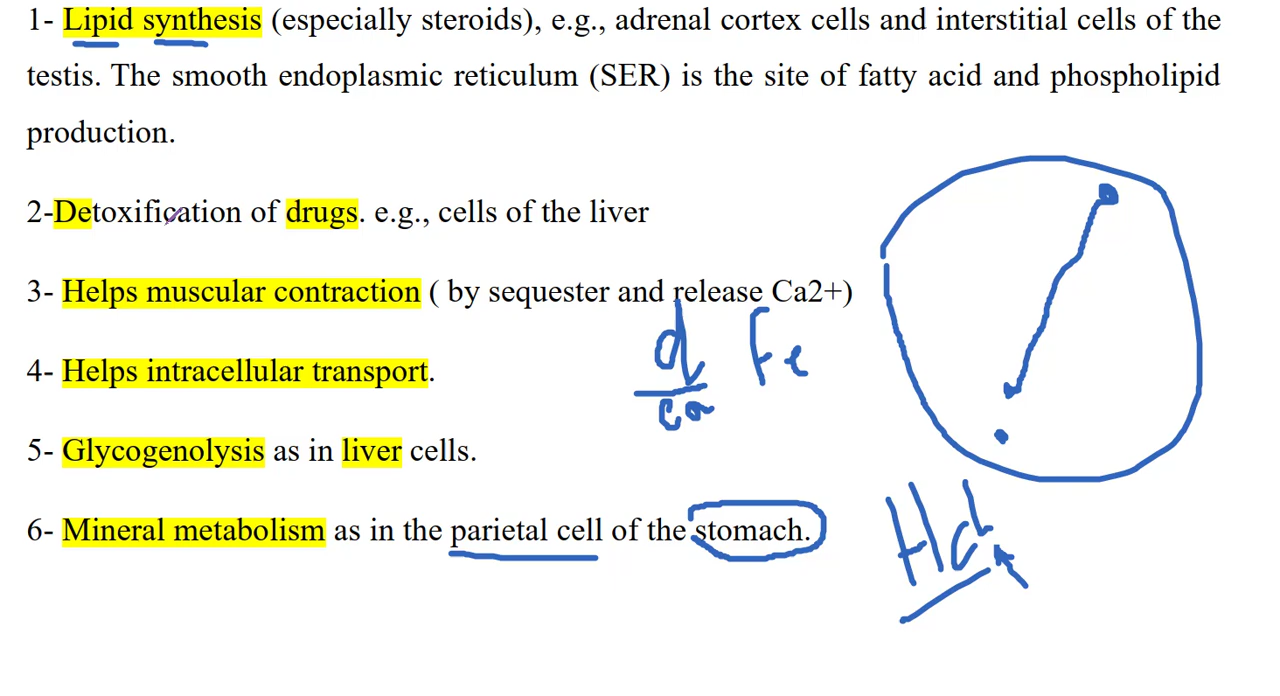 1- Lipid synthesis (especially steroids), e.g., adrenal cortex cells and interstitial cells of the
testis. The smooth endoplasmic reticulum (SER) is the site of fatty acid and phospholipid
production.
2-Detoxification of drugs. e.g., cells of the liver
3- Helps muscular contraction ( by sequester and release Ca2+)
4- Helps intracellular transport.
5- Glycogenolysis as in liver cells.
6- Mineral metabolism as in the parietal cell of the stomach.
HCl